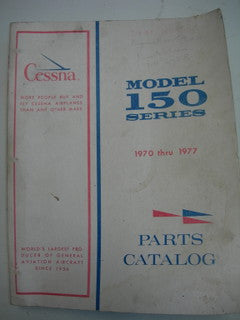 Cessna
MORE PEOPLE BUY AND
FLY CESSNA AIRPLANES
THAN ANY OTHER MAKE
WORLD'S LARGEST PRO-
DUCER OF GENERAL
AVIATION AIRCRAFT
SINCE 1956
MODEL
150
SERIES
1970 thru 1977
PARTS
CATALOG